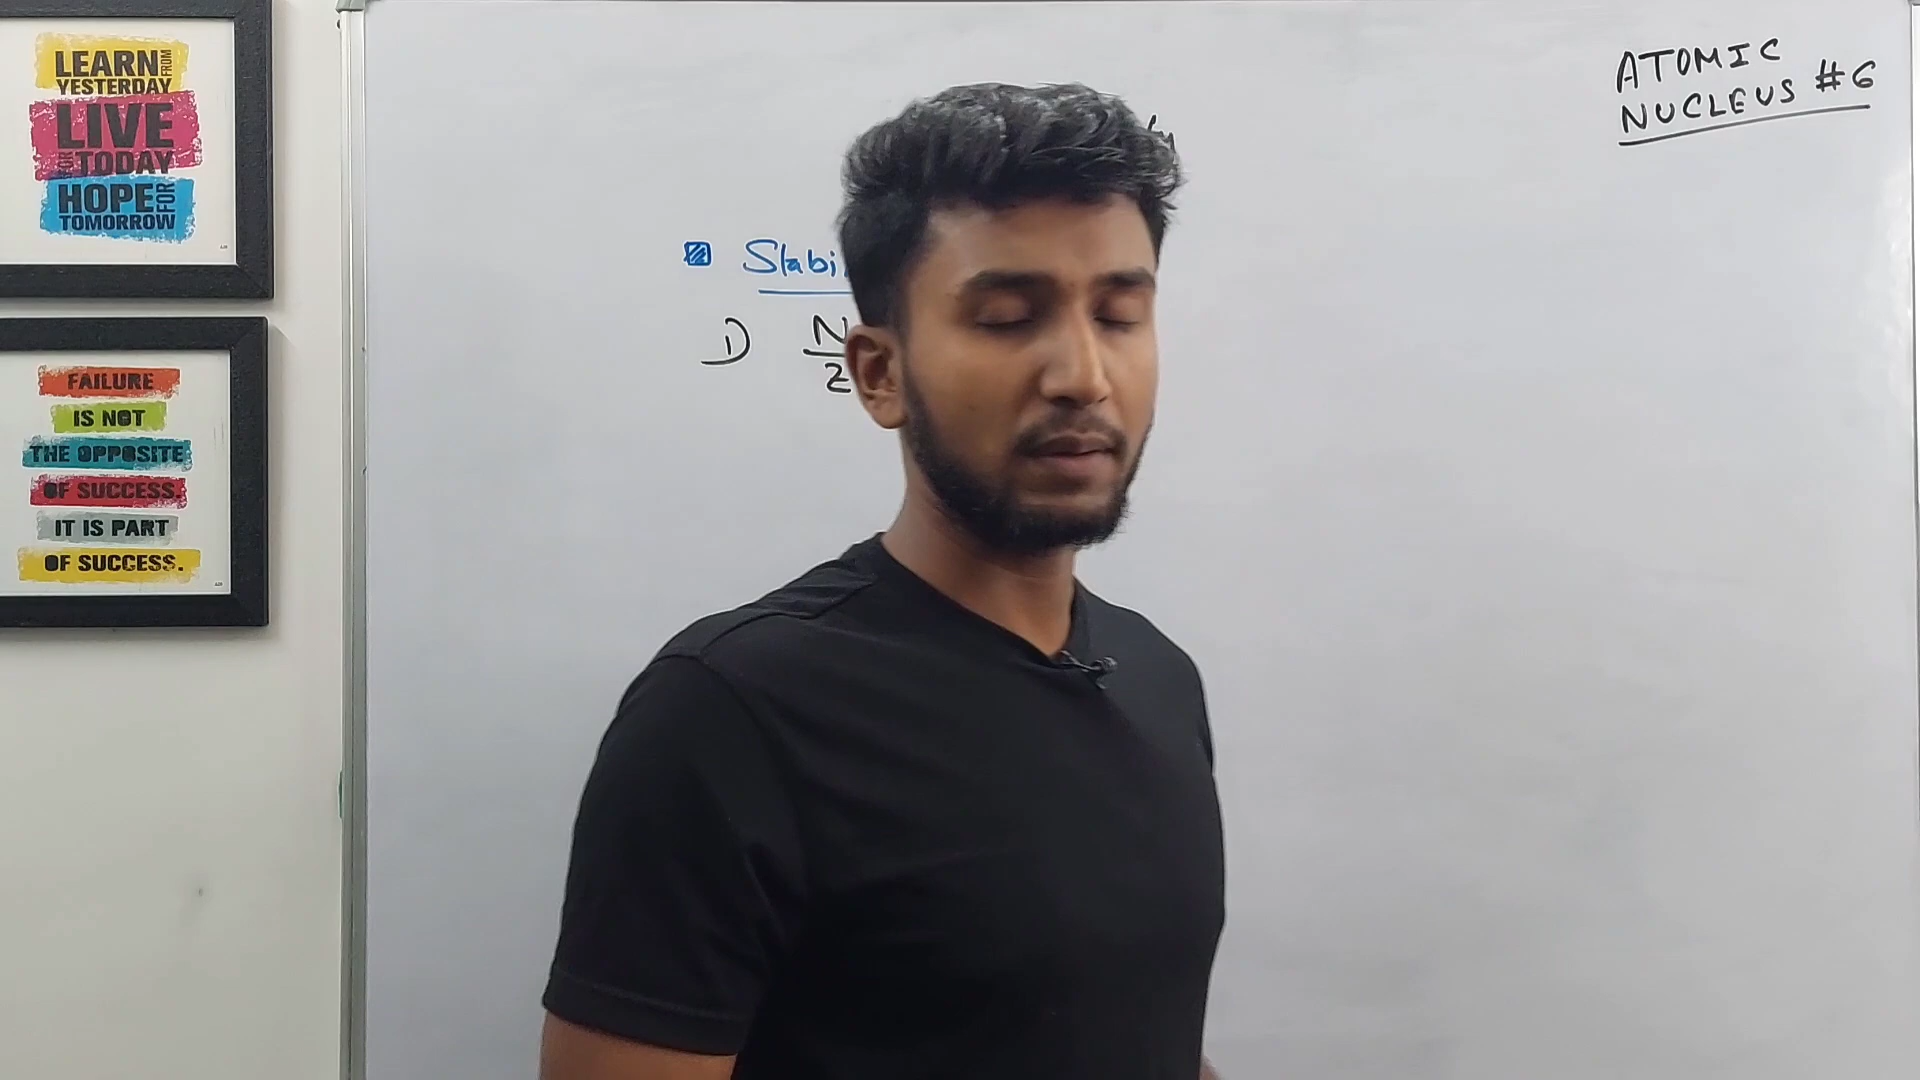 LEARN FROM
YESTERDAY
LIVE
FOR TODAY
HOPE FOR
TOMORROW
FAILURE
IS NOT
THE OPPOSITE
OF SUCCESS.
IT IS PART
OF SUCCESS.
ATOMIC
NUCLEUS #6
Stabi
1) N
Z